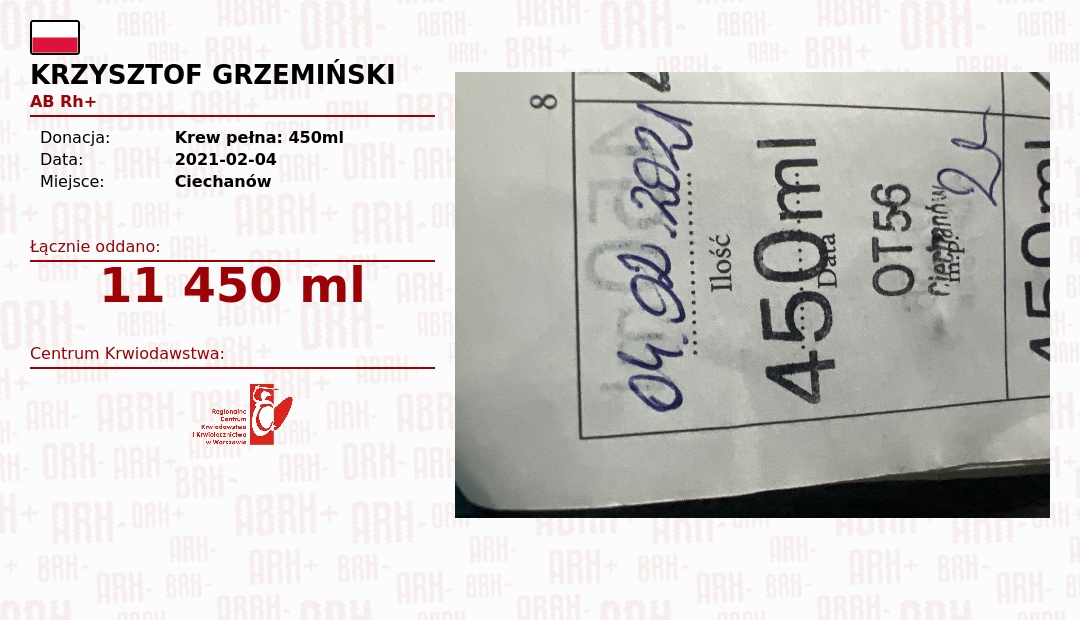 KRZYSZTOF GRZEMIŃSKI
AB Rh+
Donacja: Krew pełna: 450ml
Data: 2021-02-04
Miejsce: Ciechanów
Łącznie oddano:
11 450 ml
Centrum Krwiodawstwa:
Regionalne
Centrum
Krwiodawstwa
i Krwiolecznictwa
w Warszawie
8
04.02.2021
Ilość
450ml
Data
OT56
Ciechanów
m.p.
450ml